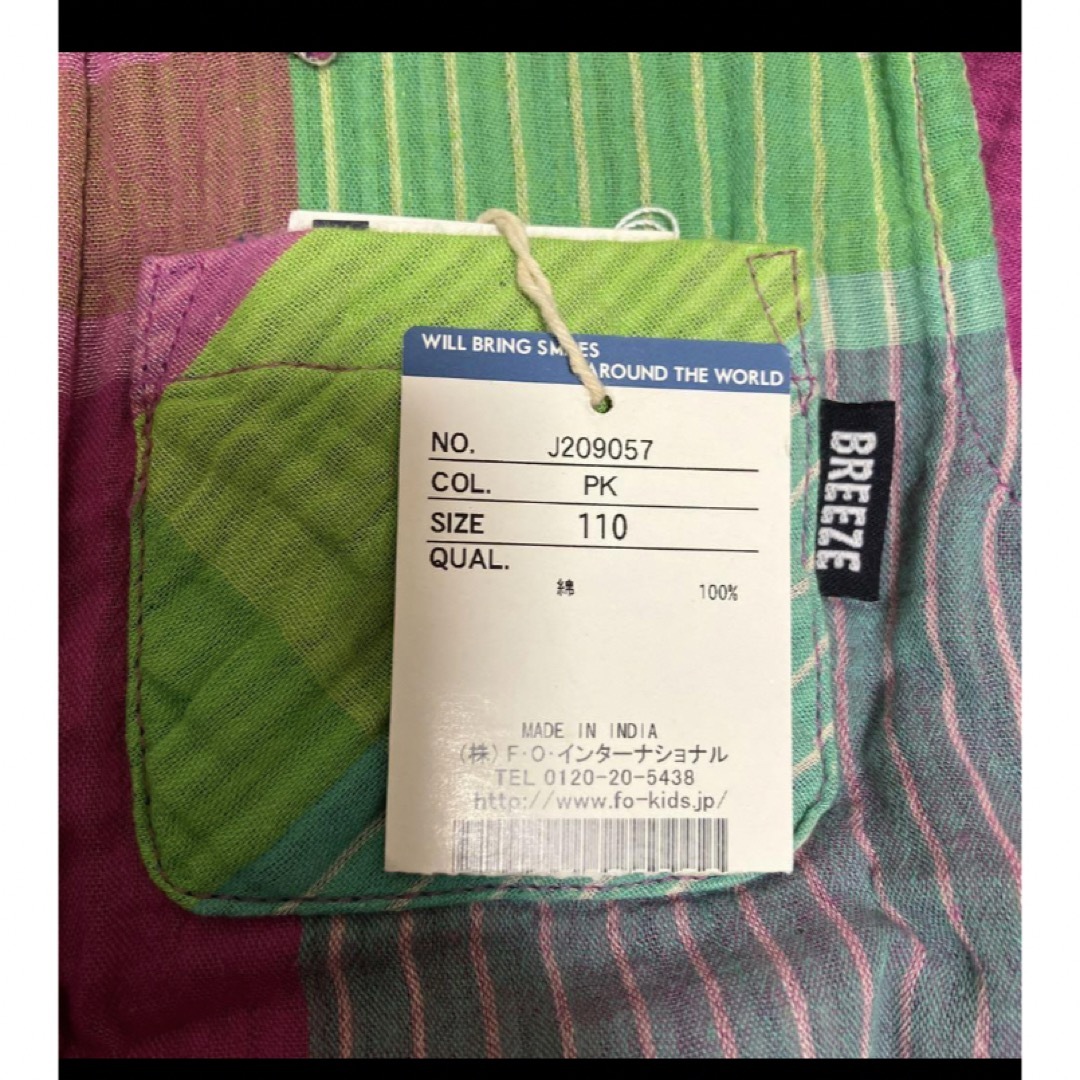 WILL BRING SMILES
AROUND THE WORLD
NO. J209057
COL. PK
SIZE 110
QUAL.
綿 100%
MADE IN INDIA
(株)F·O·インターナショナル
TEL 0120-20-5438
http://www.fo-kids.jp/
BREEZE